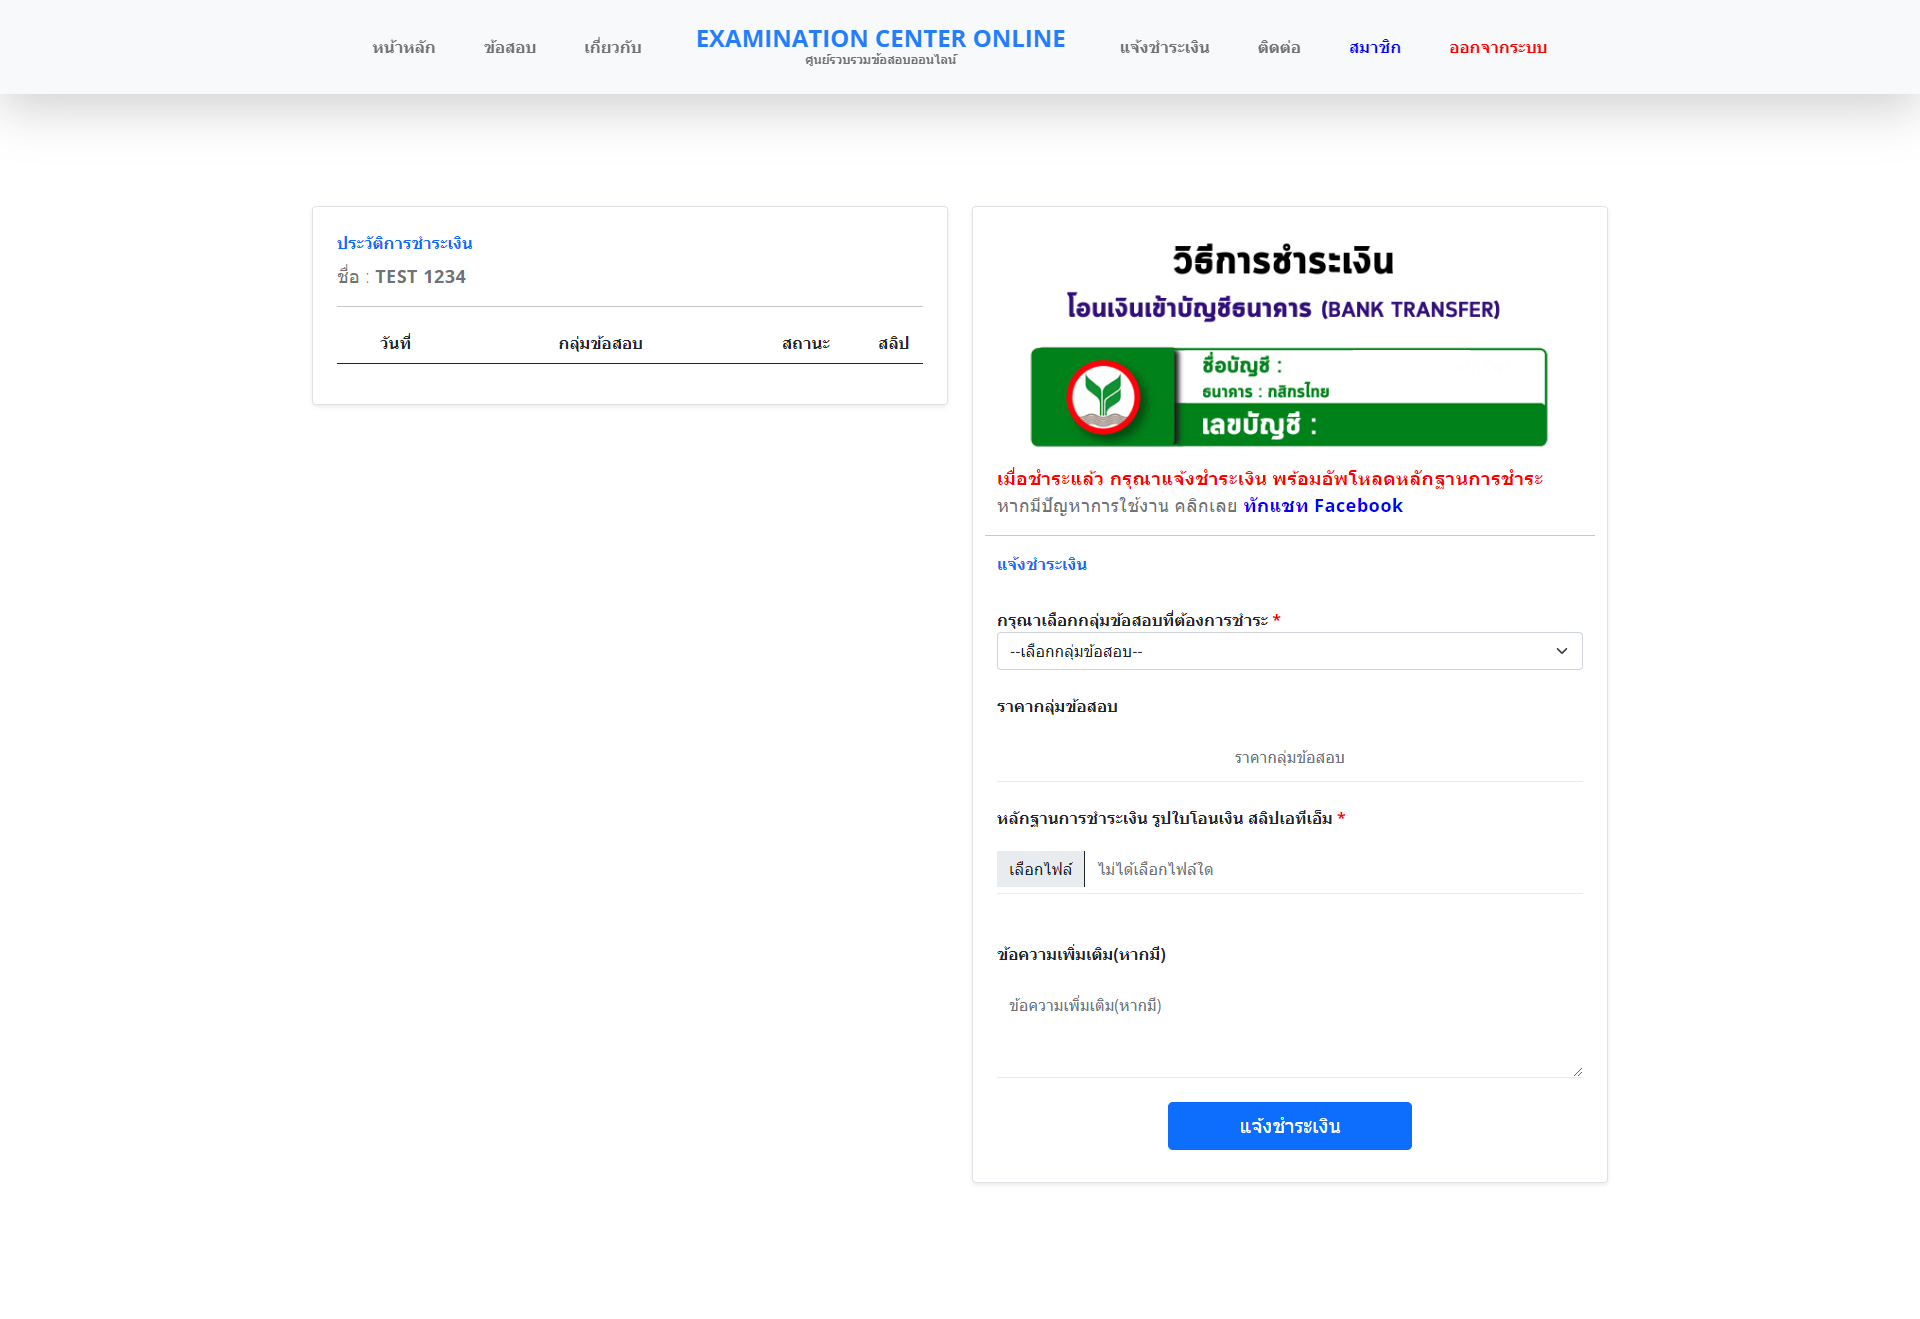 หน้าหลัก ข้อสอบ เกี่ยวกับ EXAMINATION CENTER ONLINE แจ้งชำระเงิน ติดต่อ สมาชิก ออกจากระบบ
ศูนย์รวบรวมข้อสอบออนไลน์
ประวัติการชำระเงิน
ชื่อ : TEST 1234
วันที่ กลุ่มข้อสอบ สถานะ สลิป
วิธีการชำระเงิน
โอนเงินเข้าบัญชีธนาคาร (BANK TRANSFER)
ชื่อบัญชี :
ธนาคาร : กสิกรไทย
เลขบัญชี :
เมื่อชำระแล้ว กรุณาแจ้งชำระเงิน พร้อมอัพโหลดหลักฐานการชำระ
หากมีปัญหาการใช้งาน คลิกเลย ทักแชท Facebook
แจ้งชำระเงิน
กรุณาเลือกกลุ่มข้อสอบที่ต้องการชำระ *
--เลือกกลุ่มข้อสอบ--
ราคากลุ่มข้อสอบ
ราคากลุ่มข้อสอบ
หลักฐานการชำระเงิน รูปใบโอนเงิน สลิปเอทีเอ็ม *
เลือกไฟล์ ไม่ได้เลือกไฟล์ใด
ข้อความเพิ่มเติม(หากมี)
ข้อความเพิ่มเติม(หากมี)
แจ้งชำระเงิน